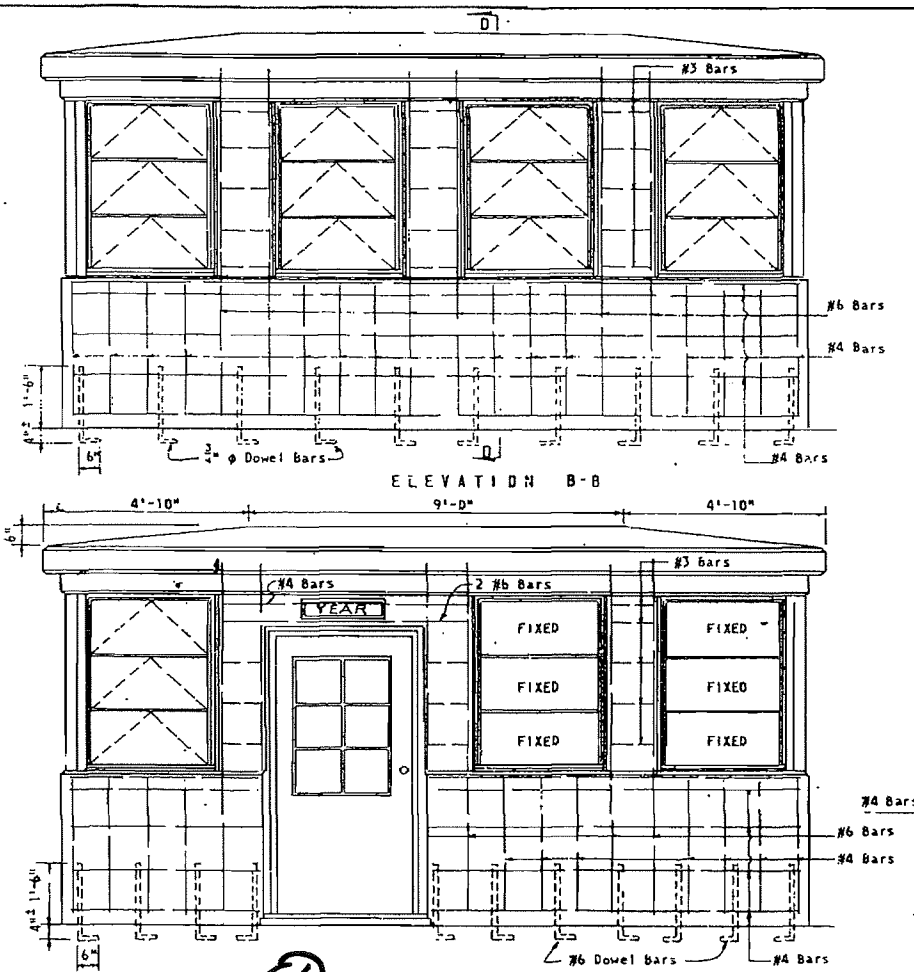 D
#3 Bars
#6 Bars
#4 Bars
1'-6"
4"±
6"
3/4" φ Dowel Bars
D
#4 Bars
ELEVATION B-B
4'-10"
9'-0"
4'-10"
6"
#4 Bars
2 #6 Bars
#3 Bars
YEAR
FIXED
FIXED
FIXED
FIXED
FIXED
FIXED
#4 Bars
#6 Bars
#4 Bars
1'-6"
4"±
6"
#6 Dowel Bars
#4 Bars